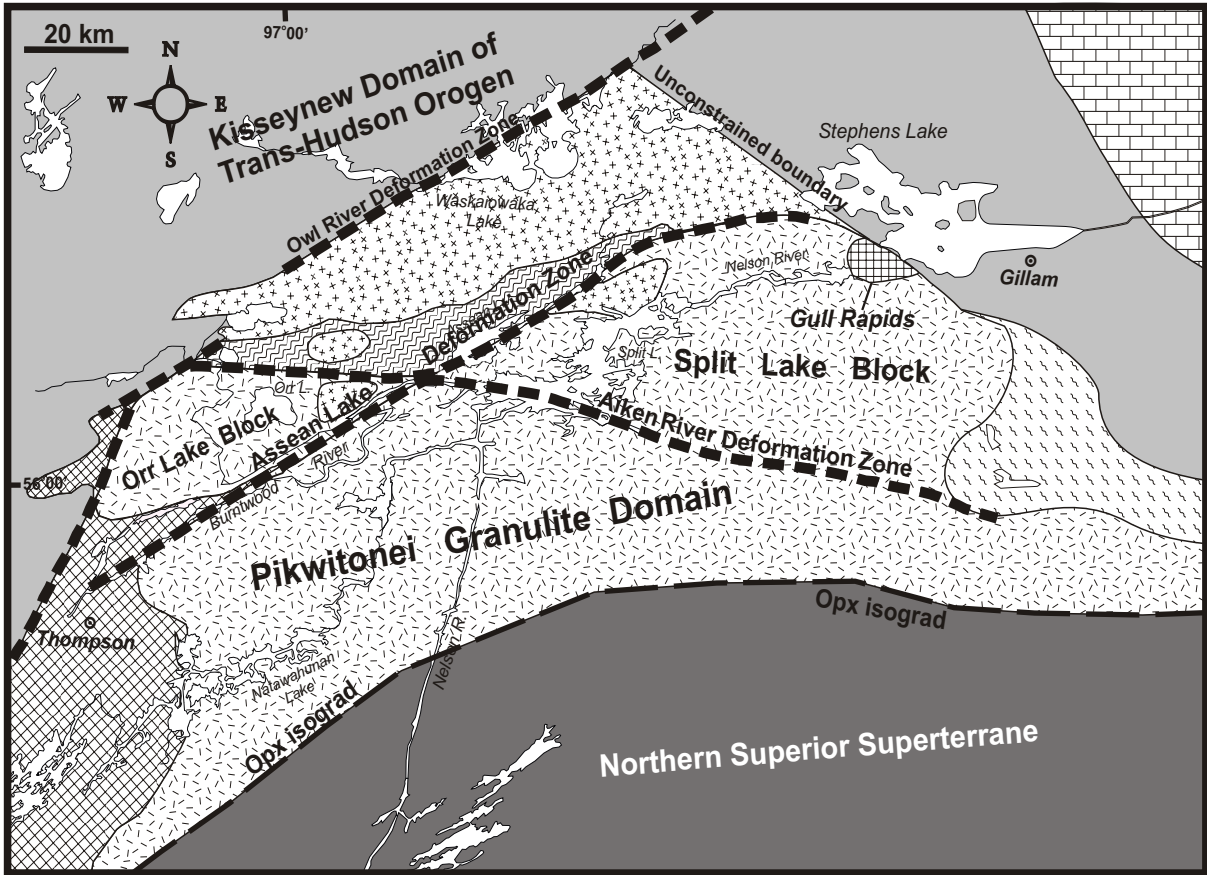 20 km
97°00'
N
W E
S
Kisseynew Domain of
Trans-Hudson Orogen
Owl River Deformation Zone
Unconstrained boundary
Stephens Lake
Waskaiowaka
Lake
Nelson River
Gillam
Gull Rapids
Deformation Zone
Split L.
Split Lake Block
Orr L.
Assean Lake
Orr Lake Block
Aiken River Deformation Zone
River
Burntwood
56°00'
Pikwitonei Granulite Domain
Opx isograd
Thompson
Natawahunan
Lake
Nelson R.
Opx isograd
Northern Superior Superterrane